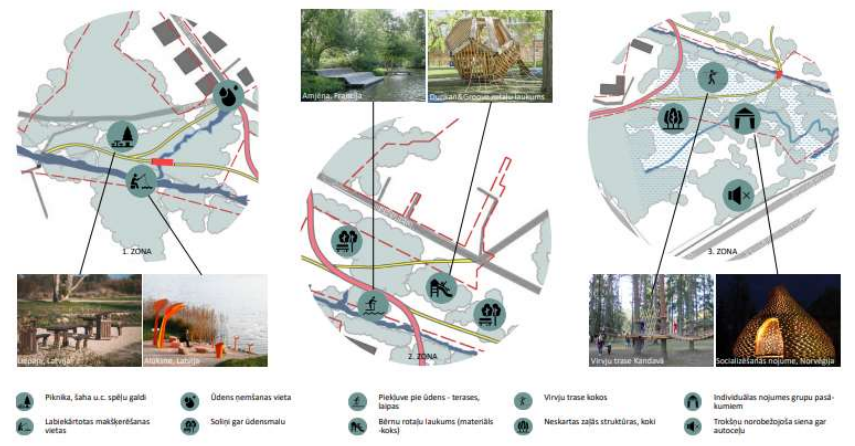 Amjēna, Francija
Dunkan&Groove rotaļu laukums
1. ZONA
3. ZONA
2. ZONA
Liepāja, Latvija
Alūksne, Latvija
Virvju trase Kandavā
Socializēšanās nojume, Norvēģija
Piknika, šaha u.c. spēļu galdi
Ūdens ņemšanas vieta
Piekļuve pie ūdens - terases,
laipas
Virvju trase kokos
Individuālas nojumes grupu pasā-
kumiem
Labiekārtotas makšķerēšanas
vietas
Soliņi gar ūdensmalu
Bērnu rotaļu laukums (materiāls
-koks)
Neskartas zaļās struktūras, koki
Trokšņu norobežojoša siena gar
autoceļu